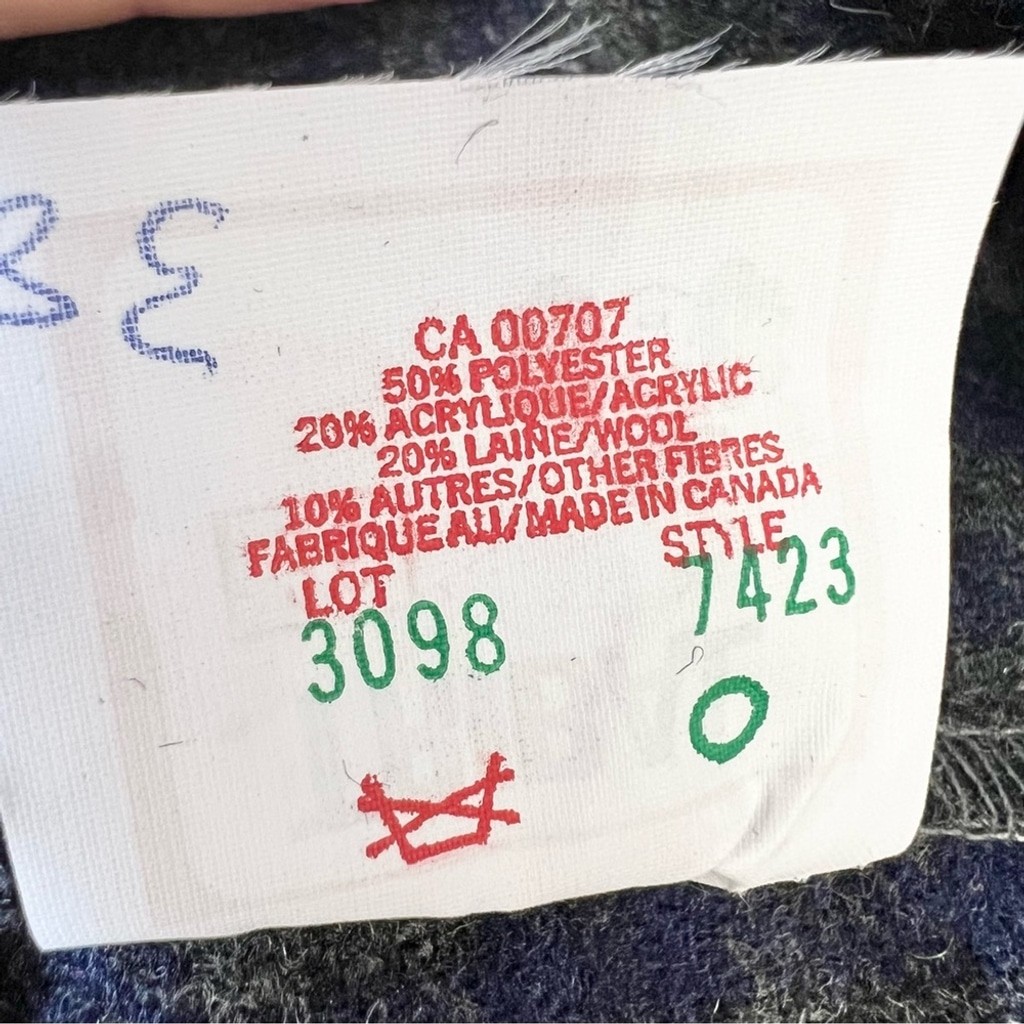 CA 00707
50% POLYESTER
20% ACRYLIQUE/ACRYLIC
20% LAINE/WOOL
10% AUTRES/OTHER FIBRES
FABRIQUE AU/MADE IN CANADA
LOT STYLE
3098 7423